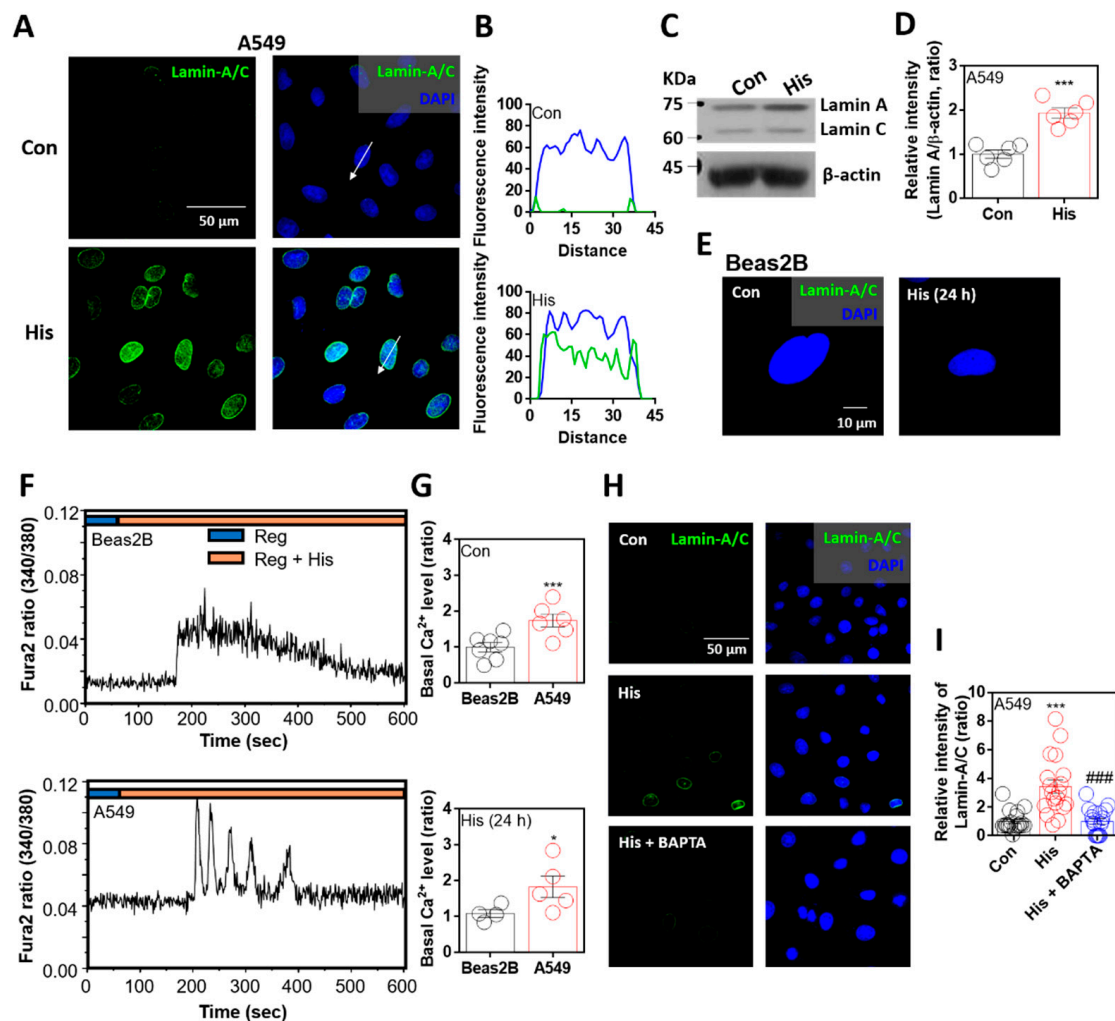 A
A549
Lamin-A/C
Lamin-A/C
DAPI
Con
50 µm
His
B
Fluorescence intensity
Con
100
80
60
40
20
0
0 15 30 45
Distance
Fluorescence intensity
His
100
80
60
40
20
0
0 15 30 45
Distance
C
KDa
Con His
75
60
45
Lamin A
Lamin C
β-actin
D
Relative intensity
(Lamin A/β-actin, ratio)
A549
***
3
2
1
0
Con His
E
Beas2B
Con
Lamin-A/C
DAPI
10 µm
His (24 h)
F
Fura2 ratio (340/380)
0.12
0.08
0.04
0.00
Beas2B
Reg
Reg + His
0 100 200 300 400 500 600
Time (sec)
Fura2 ratio (340/380)
0.12
0.08
0.04
0.00
A549
0 100 200 300 400 500 600
Time (sec)
G
Basal Ca²⁺ level (ratio)
Con
***
4
2
1
0
Beas2B A549
Basal Ca²⁺ level (ratio)
His (24 h)
*
4
2
1
0
Beas2B A549
H
Con
Lamin-A/C
Lamin-A/C
DAPI
50 µm
His
His + BAPTA
I
Relative intensity of
Lamin-A/C (ratio)
A549
***
###
10
8
6
4
2
0
Con
His
His + BAPTA